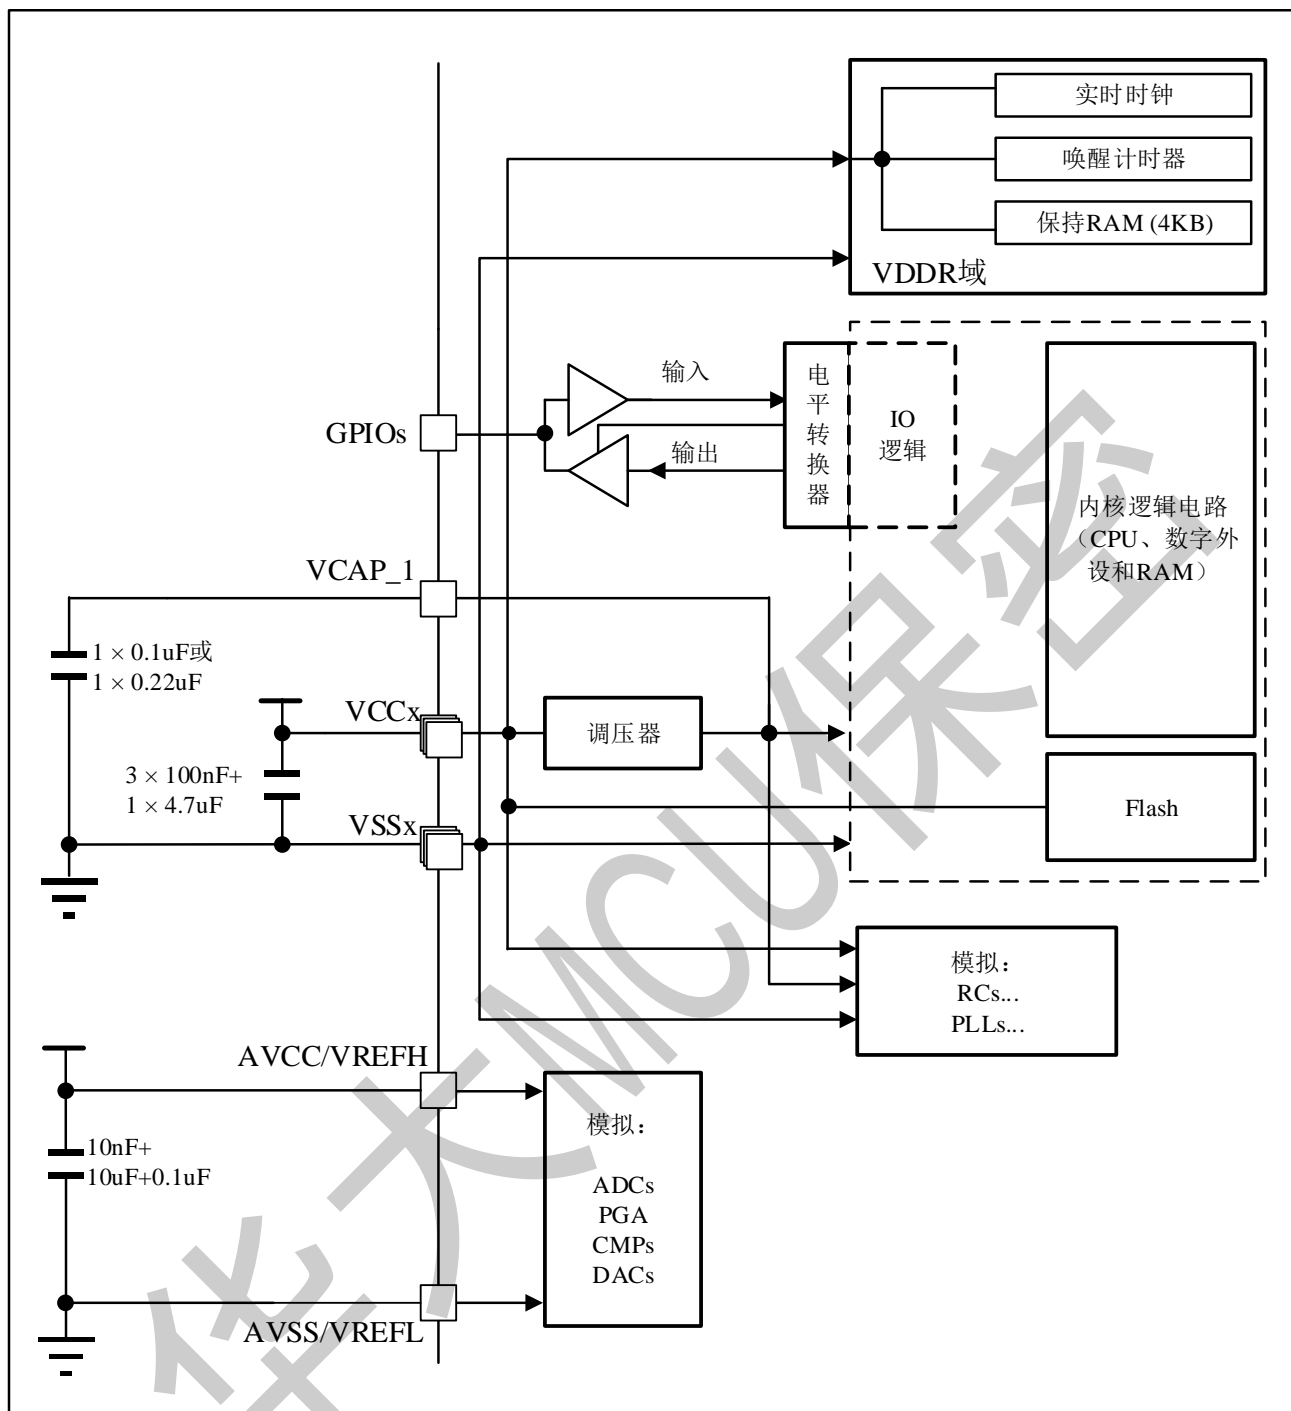 实时时钟
唤醒计时器
保持RAM (4KB)
VDDR域
输入
输出
电平转换器
IO
逻辑
GPIOs
内核逻辑电路
（CPU、数字外
设和RAM）
VCAP_1
1 × 0.1uF或
1 × 0.22uF
VCCx
调压器
3 × 100nF+
1 × 4.7uF
VSSx
Flash
模拟：
RCs...
PLLs...
AVCC/VREFH
10nF+
10uF+0.1uF
模拟：
ADCs
PGA
CMPs
DACs
AVSS/VREFL
华大MCU保密